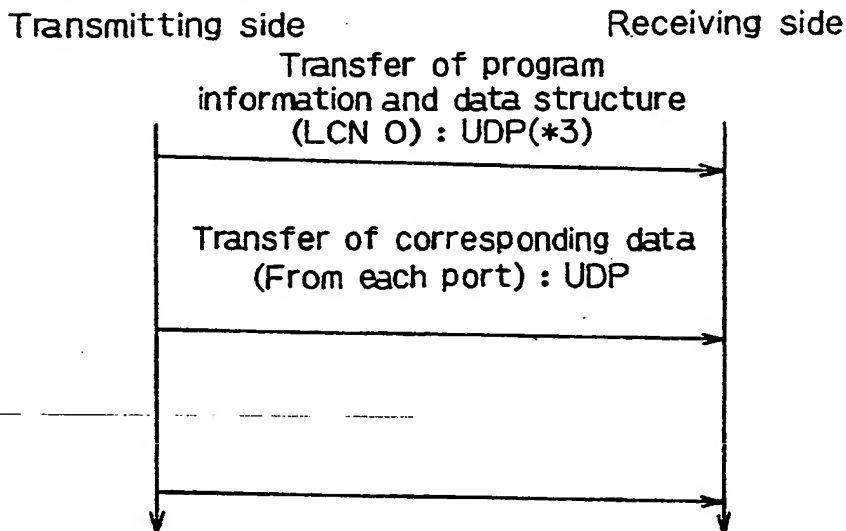 Transmitting side
Receiving side
Transfer of program
information and data structure
(LCN 0) : UDP(*3)
Transfer of corresponding data
(From each port) : UDP